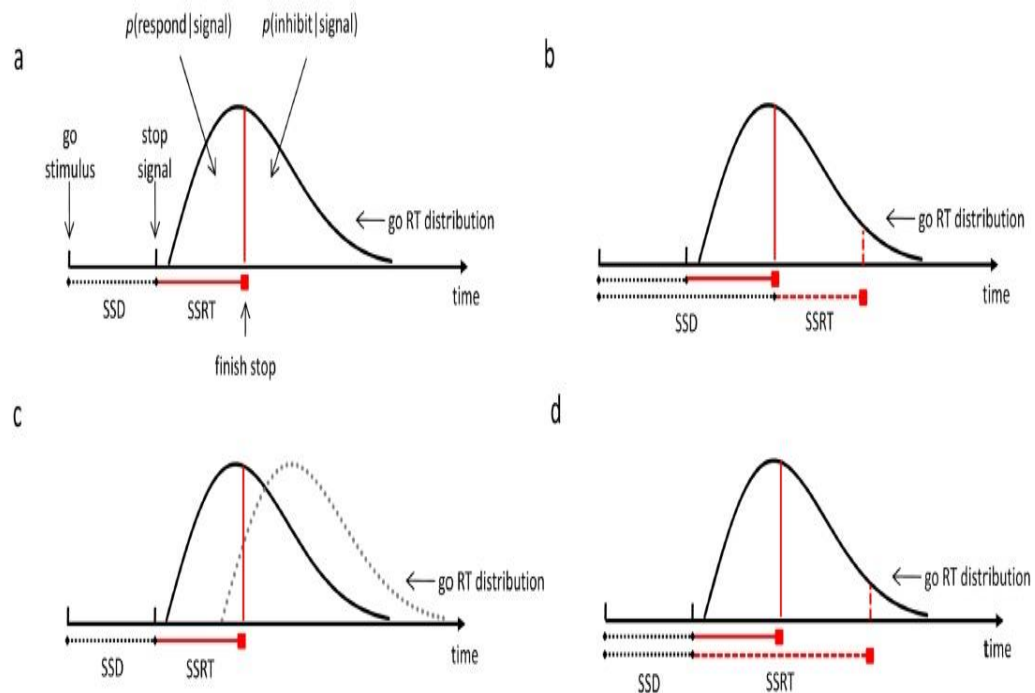 a
p(respond|signal) p(inhibit|signal)
go
stimulus
stop
signal
← go RT distribution
SSD SSRT time
finish stop
b
← go RT distribution
time
SSD SSRT
c
← go RT distribution
SSD SSRT time
d
← go RT distribution
time
SSD SSRT